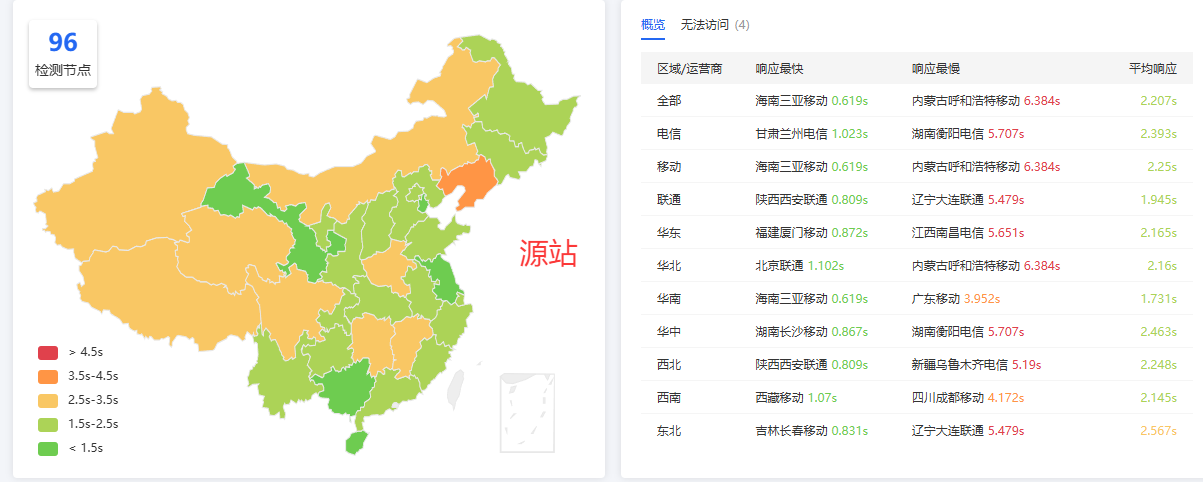 96
检测节点
源站
> 4.5s
3.5s-4.5s
2.5s-3.5s
1.5s-2.5s
< 1.5s
概览 无法访问 (4)
区域/运营商 响应最快 响应最慢 平均响应
全部 海南三亚移动 0.619s 内蒙古呼和浩特移动 6.384s 2.207s
电信 甘肃兰州电信 1.023s 湖南衡阳电信 5.707s 2.393s
移动 海南三亚移动 0.619s 内蒙古呼和浩特移动 6.384s 2.25s
联通 陕西西安联通 0.809s 辽宁大连联通 5.479s 1.945s
华东 福建厦门移动 0.872s 江西南昌电信 5.651s 2.165s
华北 北京联通 1.102s 内蒙古呼和浩特移动 6.384s 2.16s
华南 海南三亚移动 0.619s 广东移动 3.952s 1.731s
华中 湖南长沙移动 0.867s 湖南衡阳电信 5.707s 2.463s
西北 陕西西安联通 0.809s 新疆乌鲁木齐电信 5.19s 2.248s
西南 西藏移动 1.07s 四川成都移动 4.172s 2.145s
东北 吉林长春移动 0.831s 辽宁大连联通 5.479s 2.567s